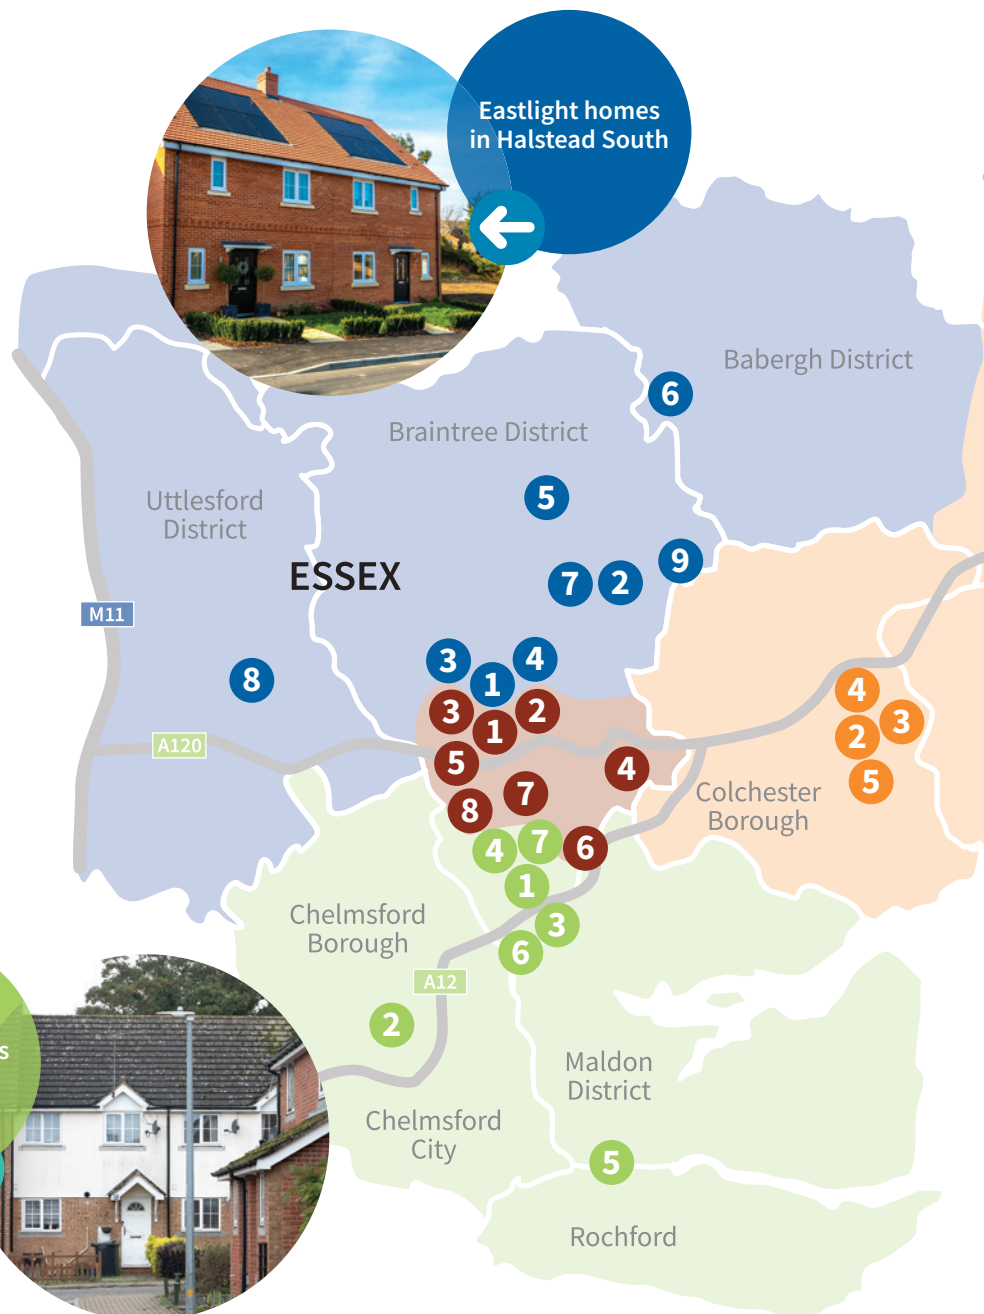 Eastlight homes
in Halstead South
Babergh District
6
Braintree District
5
Uttlesford
District
ESSEX
9
7
2
M11
3
4
1
8
4
3
2
3
1
2
A120
5
4
5
7
Colchester
Borough
8
4
7
6
1
Chelmsford
Borough
3
6
A12
2
s
Maldon
District
Chelmsford
City
5
Rochford